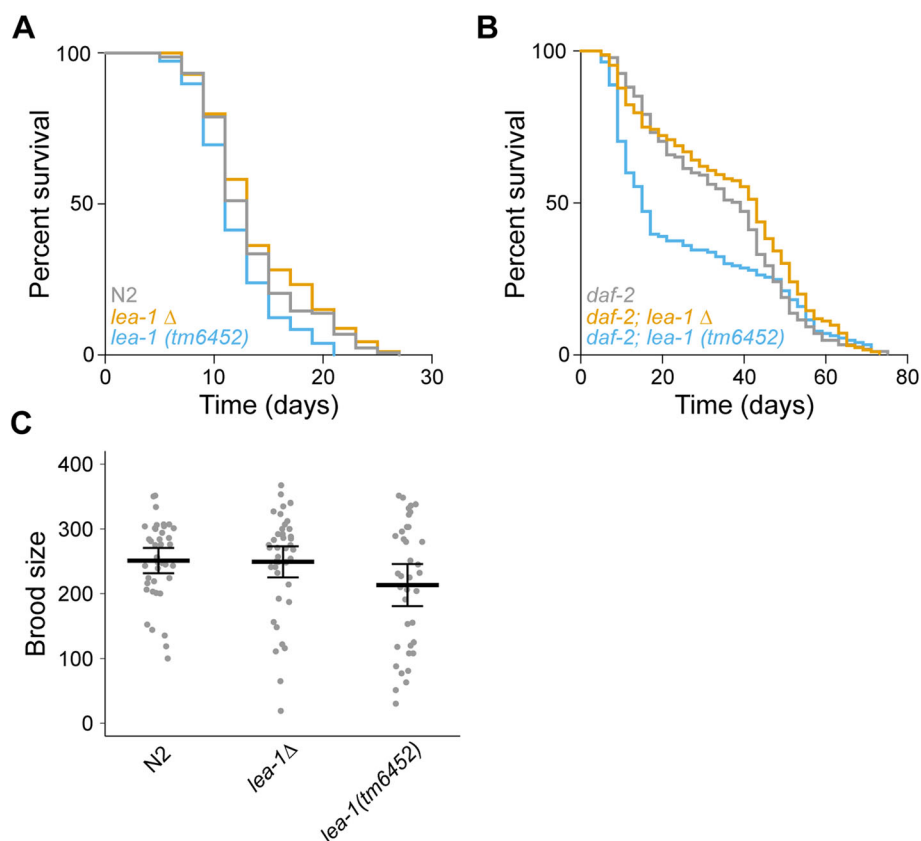 A
100
50
0
Percent survival
N2
lea-1 Δ
lea-1 (tm6452)
0
10
20
30
Time (days)
B
100
50
0
Percent survival
daf-2
daf-2; lea-1 Δ
daf-2; lea-1 (tm6452)
0
20
40
60
80
Time (days)
C
400
300
200
100
0
Brood size
N2
lea-1Δ
lea-1(tm6452)